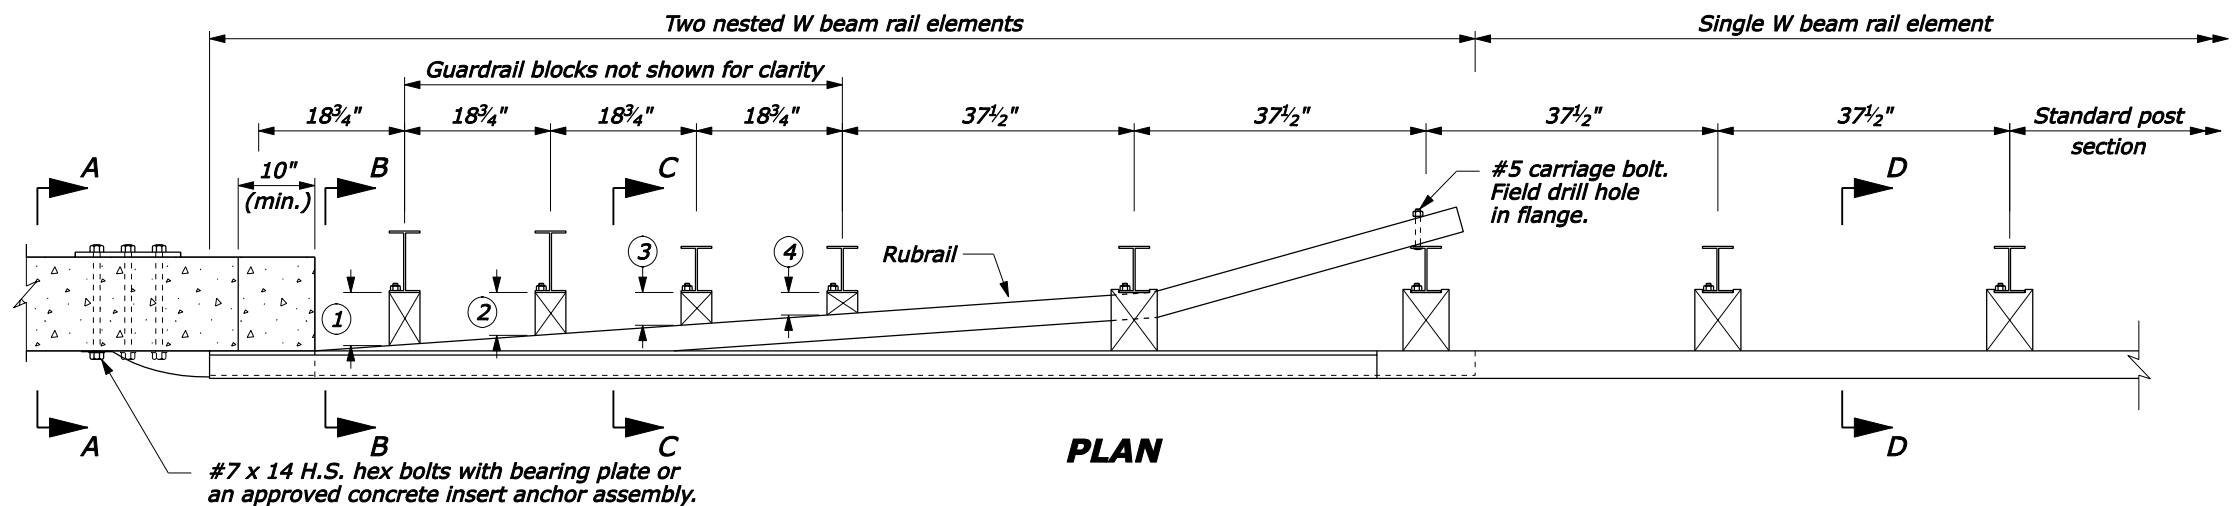 Two nested W beam rail elements
Single W beam rail element
Guardrail blocks not shown for clarity
18¾" 18¾" 18¾" 18¾" 37½" 37½" 37½" 37½" Standard post
section
A 10" B C D
(min.)
#5 carriage bolt.
Field drill hole
in flange.
1 2 3 4 Rubrail
A B C D
PLAN
#7 x 14 H.S. hex bolts with bearing plate or
an approved concrete insert anchor assembly.